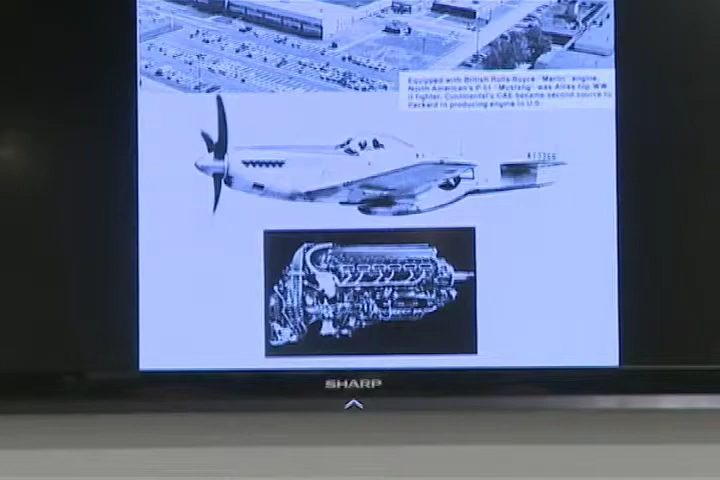 Equipped with British Rolls-Royce "Merlin" engine,
North American's P-51 "Mustang" was Allies top WW
II fighter. Continental's CAE became second source to
Packard in producing engine in U.S.
SHARP